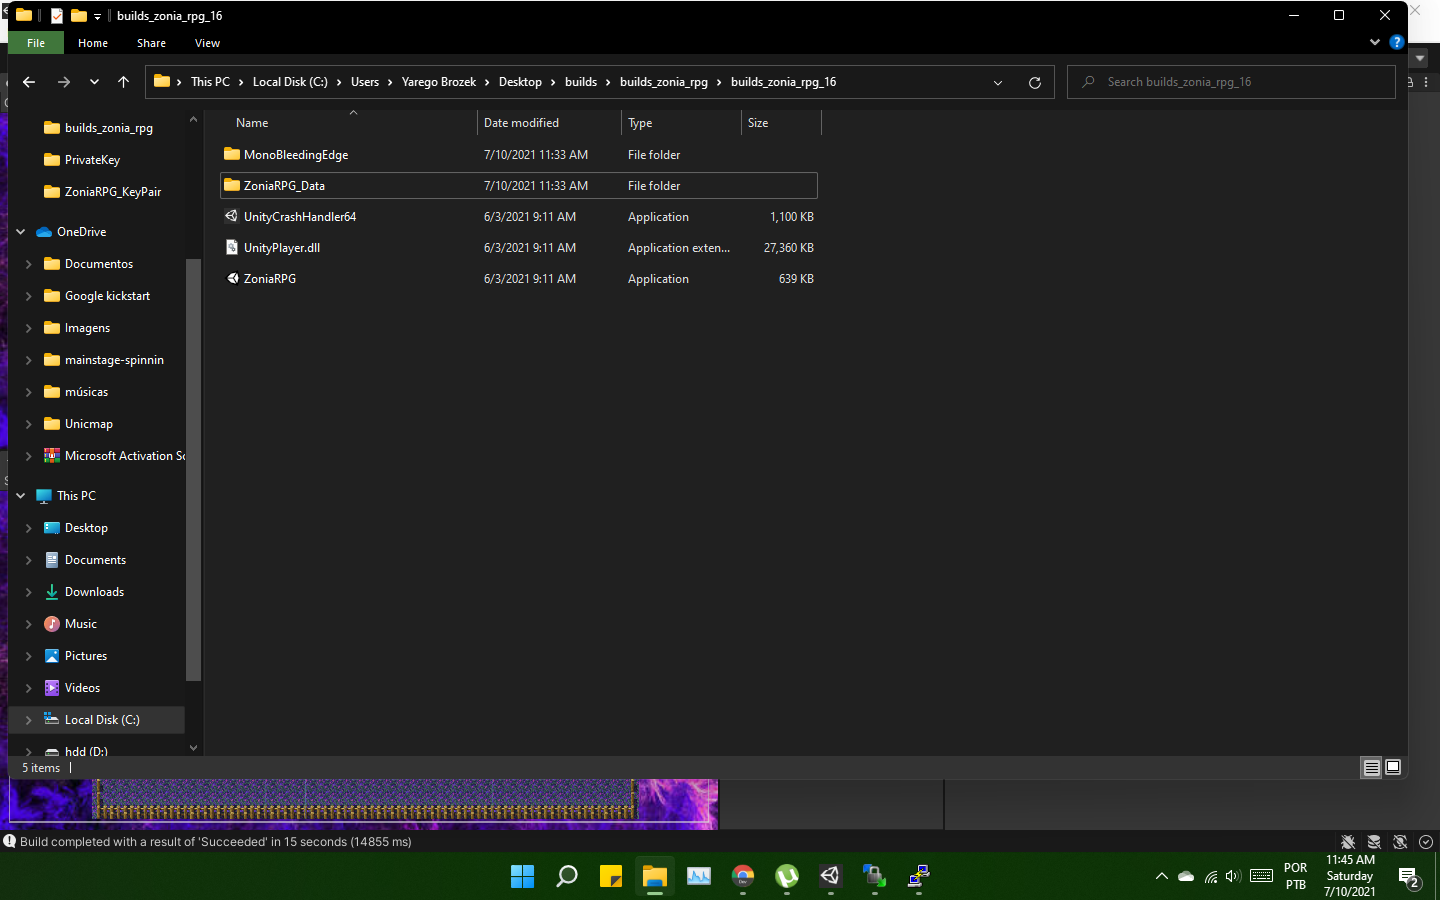 builds_zonia_rpg_16
File Home Share View
This PC Local Disk (C:) Users Yarego Brozek Desktop builds builds_zonia_rpg builds_zonia_rpg_16
Search builds_zonia_rpg_16
Name Date modified Type Size
MonoBleedingEdge 7/10/2021 11:33 AM File folder
ZoniaRPG_Data 7/10/2021 11:33 AM File folder
UnityCrashHandler64 6/3/2021 9:11 AM Application 1,100 KB
UnityPlayer.dll 6/3/2021 9:11 AM Application exten... 27,360 KB
ZoniaRPG 6/3/2021 9:11 AM Application 639 KB
builds_zonia_rpg
PrivateKey
ZoniaRPG_KeyPair
OneDrive
Documentos
Google kickstart
Imagens
mainstage-spinnin
músicas
Unicmap
Microsoft Activation Sc
This PC
Desktop
Documents
Downloads
Music
Pictures
Videos
Local Disk (C:)
hdd (D:)
5 items
Build completed with a result of 'Succeeded' in 15 seconds (14855 ms)
Dev
POR
PTB
11:45 AM
Saturday
7/10/2021
2